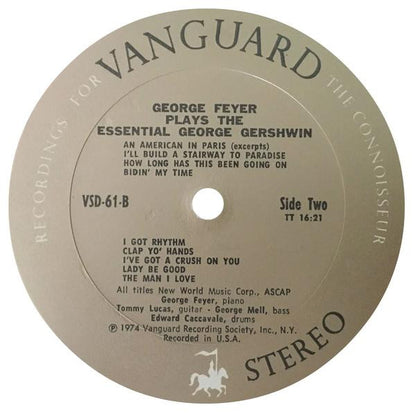 VANGUARD
RECORDINGS FOR THE CONNOISSEUR
GEORGE FEYER
PLAYS THE
ESSENTIAL GEORGE GERSHWIN
AN AMERICAN IN PARIS (excerpts)
I'LL BUILD A STAIRWAY TO PARADISE
HOW LONG HAS THIS BEEN GOING ON
BIDIN' MY TIME
VSD-61-B
Side Two
TT 16:21
I GOT RHYTHM
CLAP YO' HANDS
I'VE GOT A CRUSH ON YOU
LADY BE GOOD
THE MAN I LOVE
All titles New World Music Corp., ASCAP
George Feyer, piano
Tommy Lucas, guitar - George Mell, bass
Edward Caccavale, drums
℗ 1974 Vanguard Recording Society, Inc., N.Y.
Recorded in U.S.A.
STEREO